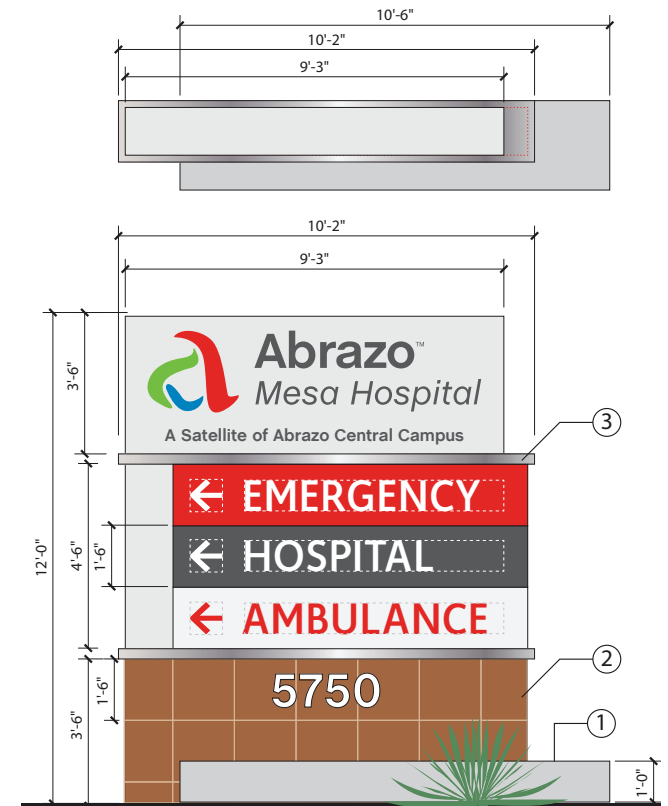 10'-6"
10'-2"
9'-3"
10'-2"
9'-3"
Abrazo™
Mesa Hospital
A Satellite of Abrazo Central Campus
3'-6"
3
← EMERGENCY
← HOSPITAL
← AMBULANCE
12'-0"
4'-6"
1'-6"
5750
2
1'-6"
3'-6"
1
1'-0"